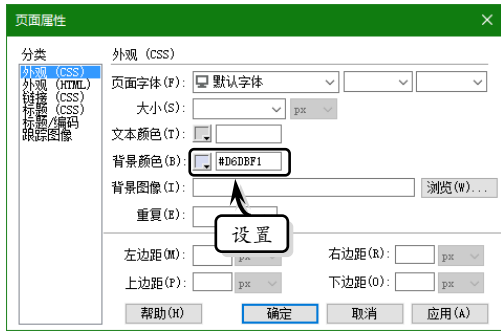 页面属性
分类
外观 (CSS)
外观 (CSS)
外观 (HTML)
链接 (CSS)
标题 (CSS)
标题/编码
跟踪图像
页面字体(F): 默认字体
大小(S): px
文本颜色(T):
背景颜色(B): #D6DBF1
背景图像(I): 浏览(W)...
重复(E):
设置
左边距(M): px 右边距(R): px
上边距(P): px 下边距(O): px
帮助(H) 确定 取消 应用(A)